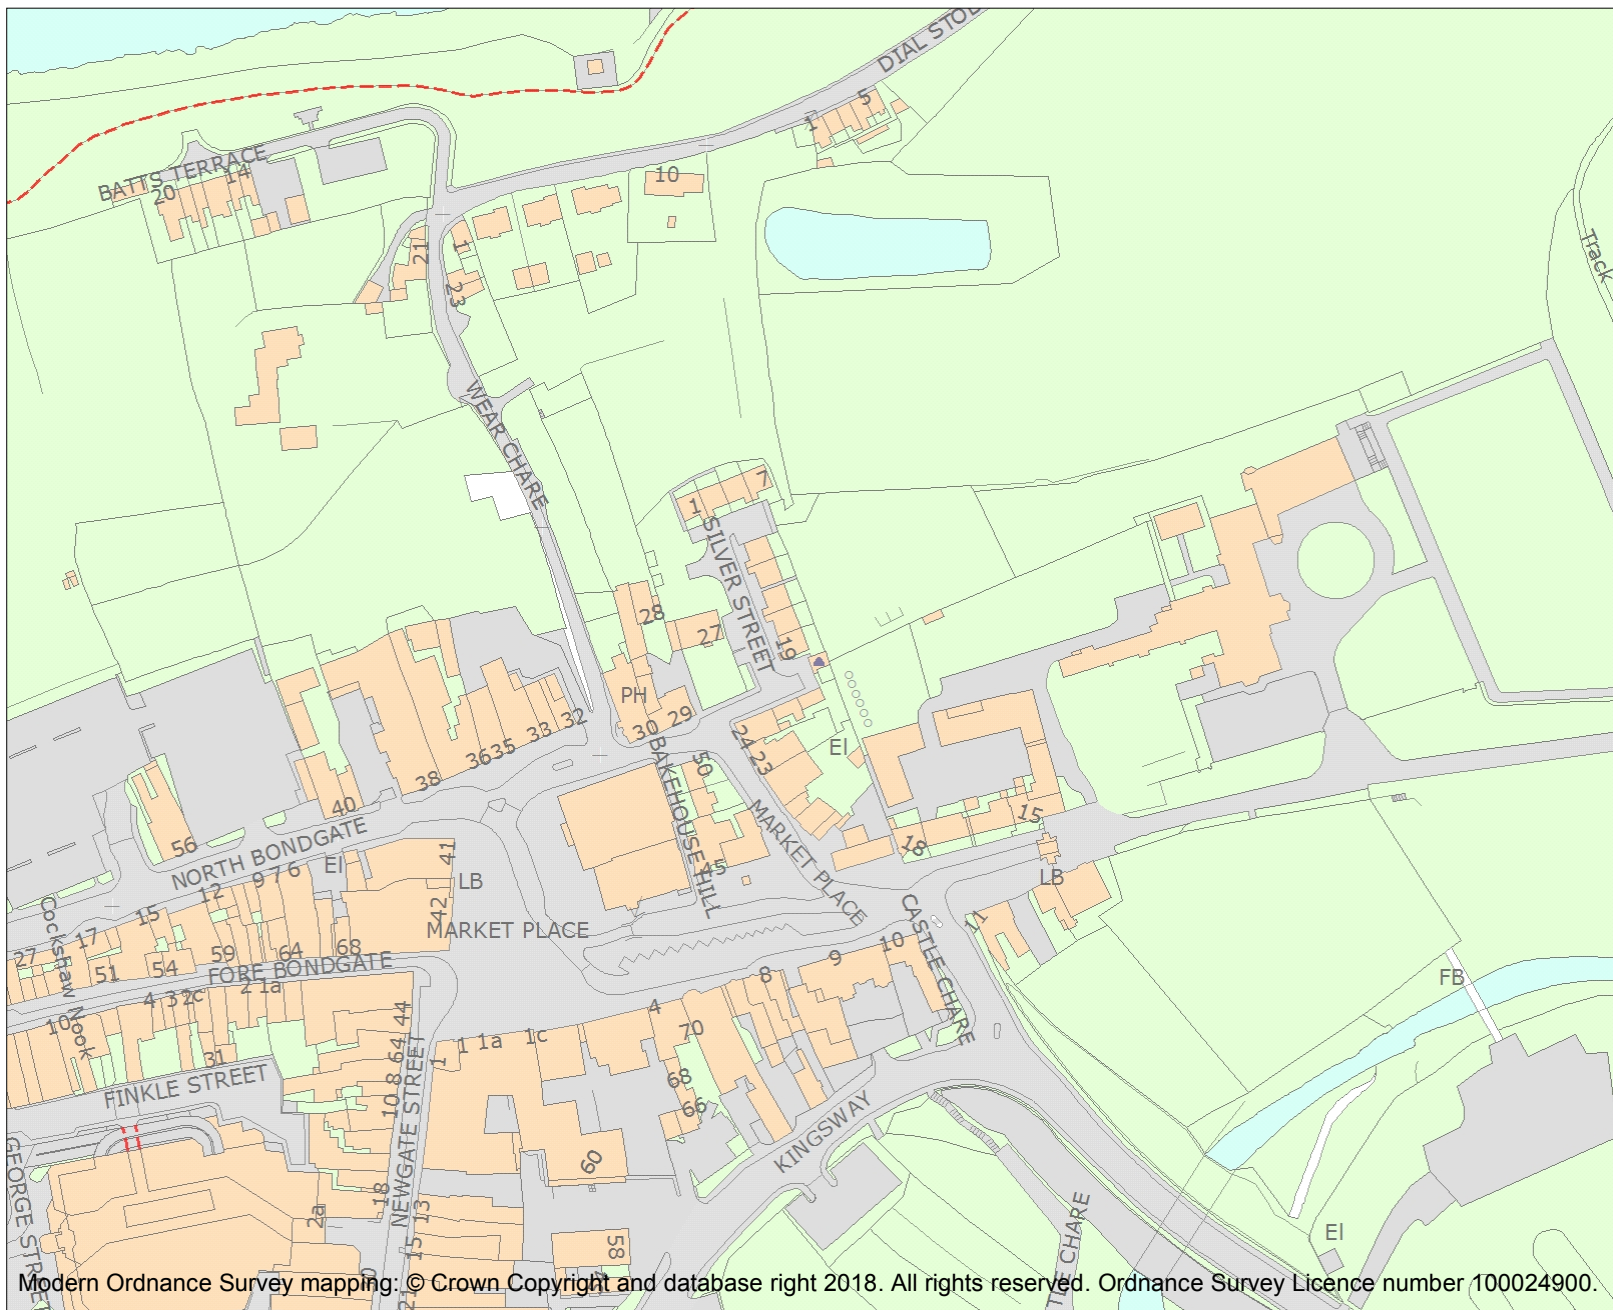 DIAL STOB
5
1
BATTS TERRACE
14
20
10
21
1
23
Track
WEAR CHARE
7
1
SILVER STREET
28
27
19
PH
29
30
32
33
35
36
38
40
BAKEHOUSE HILL
50
24
23
El
MARKET PLACE
15
18
45
56
NORTH BONDGATE
41
LB
42
El
6
7
9
12
15
17
27
Cockshaw Nook
MARKET PLACE
LB
11
CASTLE CHARE
10
9
8
68
64
59
54
51
FORE BONDGATE
1a
2
2c
3
4
10
44
FB
4
70
1c
1a
1
1
31
FINKLE STREET
64
8
10
NEWGATE STREET
68
66
KINGSWAY
60
GEORGE STREET
18
2a
13
15
21
58
TLE CHARE
El
Modern Ordnance Survey mapping: © Crown Copyright and database right 2018. All rights reserved. Ordnance Survey Licence number 100024900.